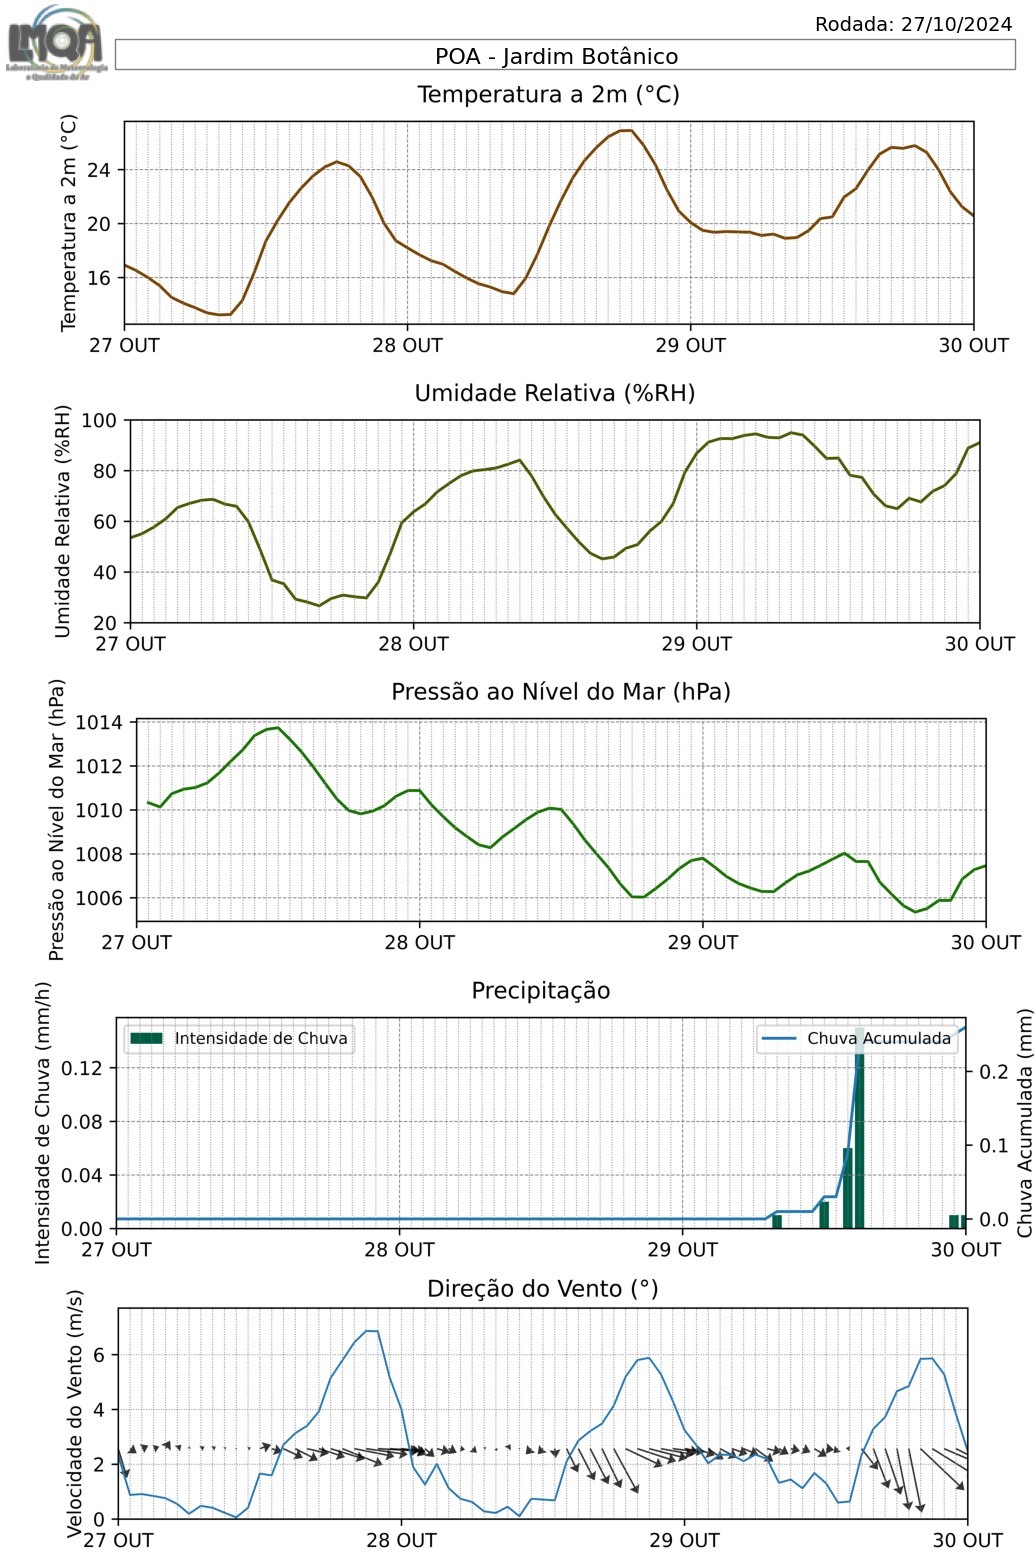 LMQA
Laboratório de Meteorologia
e Qualidade do Ar
Rodada: 27/10/2024
POA - Jardim Botânico
Temperatura a 2m (°C)
Temperatura a 2m (°C)
24
20
16
27 OUT 28 OUT 29 OUT 30 OUT
Umidade Relativa (%RH)
Umidade Relativa (%RH)
100
80
60
40
20
27 OUT 28 OUT 29 OUT 30 OUT
Pressão ao Nível do Mar (hPa)
Pressão ao Nível do Mar (hPa)
1014
1012
1010
1008
1006
27 OUT 28 OUT 29 OUT 30 OUT
Precipitação
Intensidade de Chuva (mm/h)
Intensidade de Chuva
Chuva Acumulada
0.12
0.08
0.04
0.00
0.2
0.1
0.0
Chuva Acumulada (mm)
27 OUT 28 OUT 29 OUT 30 OUT
Direção do Vento (°)
Velocidade do Vento (m/s)
6
4
2
0
27 OUT 28 OUT 29 OUT 30 OUT